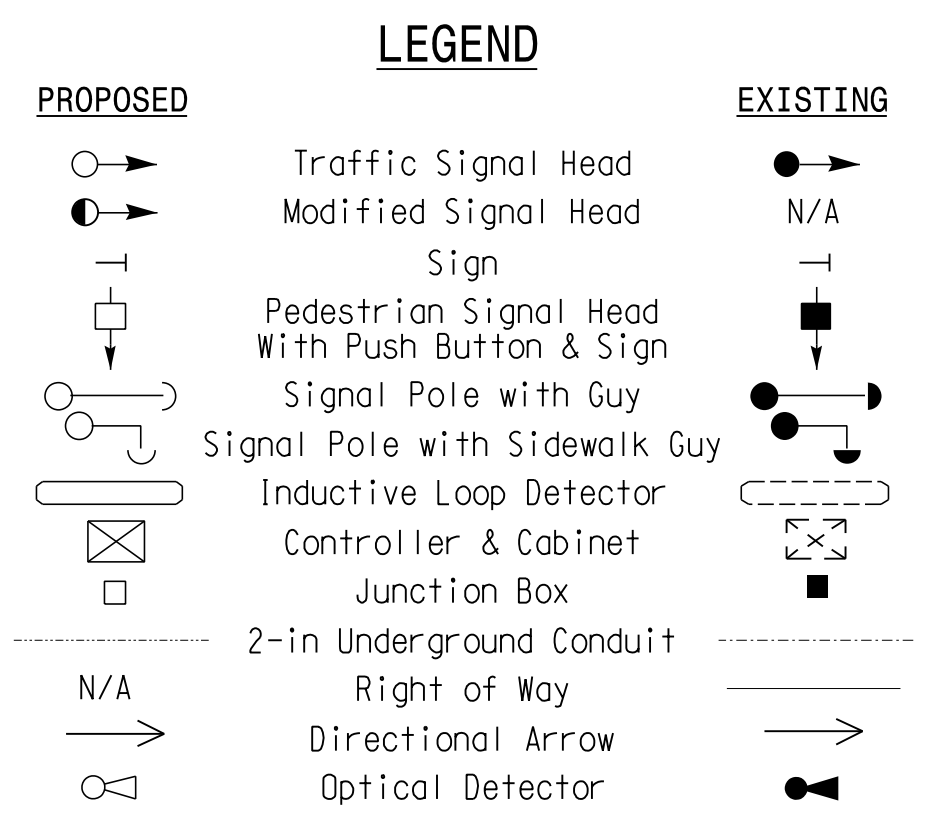 LEGEND
PROPOSED EXISTING
Traffic Signal Head
Modified Signal Head N/A
Sign
Pedestrian Signal Head
With Push Button & Sign
Signal Pole with Guy
Signal Pole with Sidewalk Guy
Inductive Loop Detector
Controller & Cabinet
Junction Box
2-in Underground Conduit
N/A Right of Way
Directional Arrow
Optical Detector